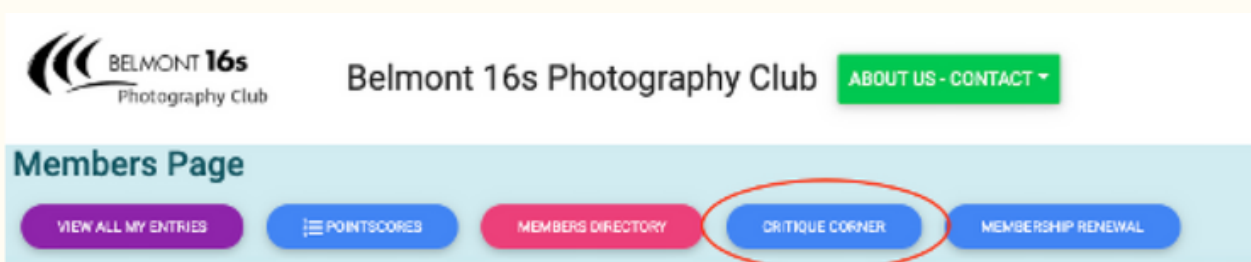 BELMONT 16s
Photography Club
Belmont 16s Photography Club
ABOUT US - CONTACT
Members Page
VIEW ALL MY ENTRIES
POINTSCORES
MEMBERS DIRECTORY
CRITIQUE CORNER
MEMBERSHIP RENEWAL